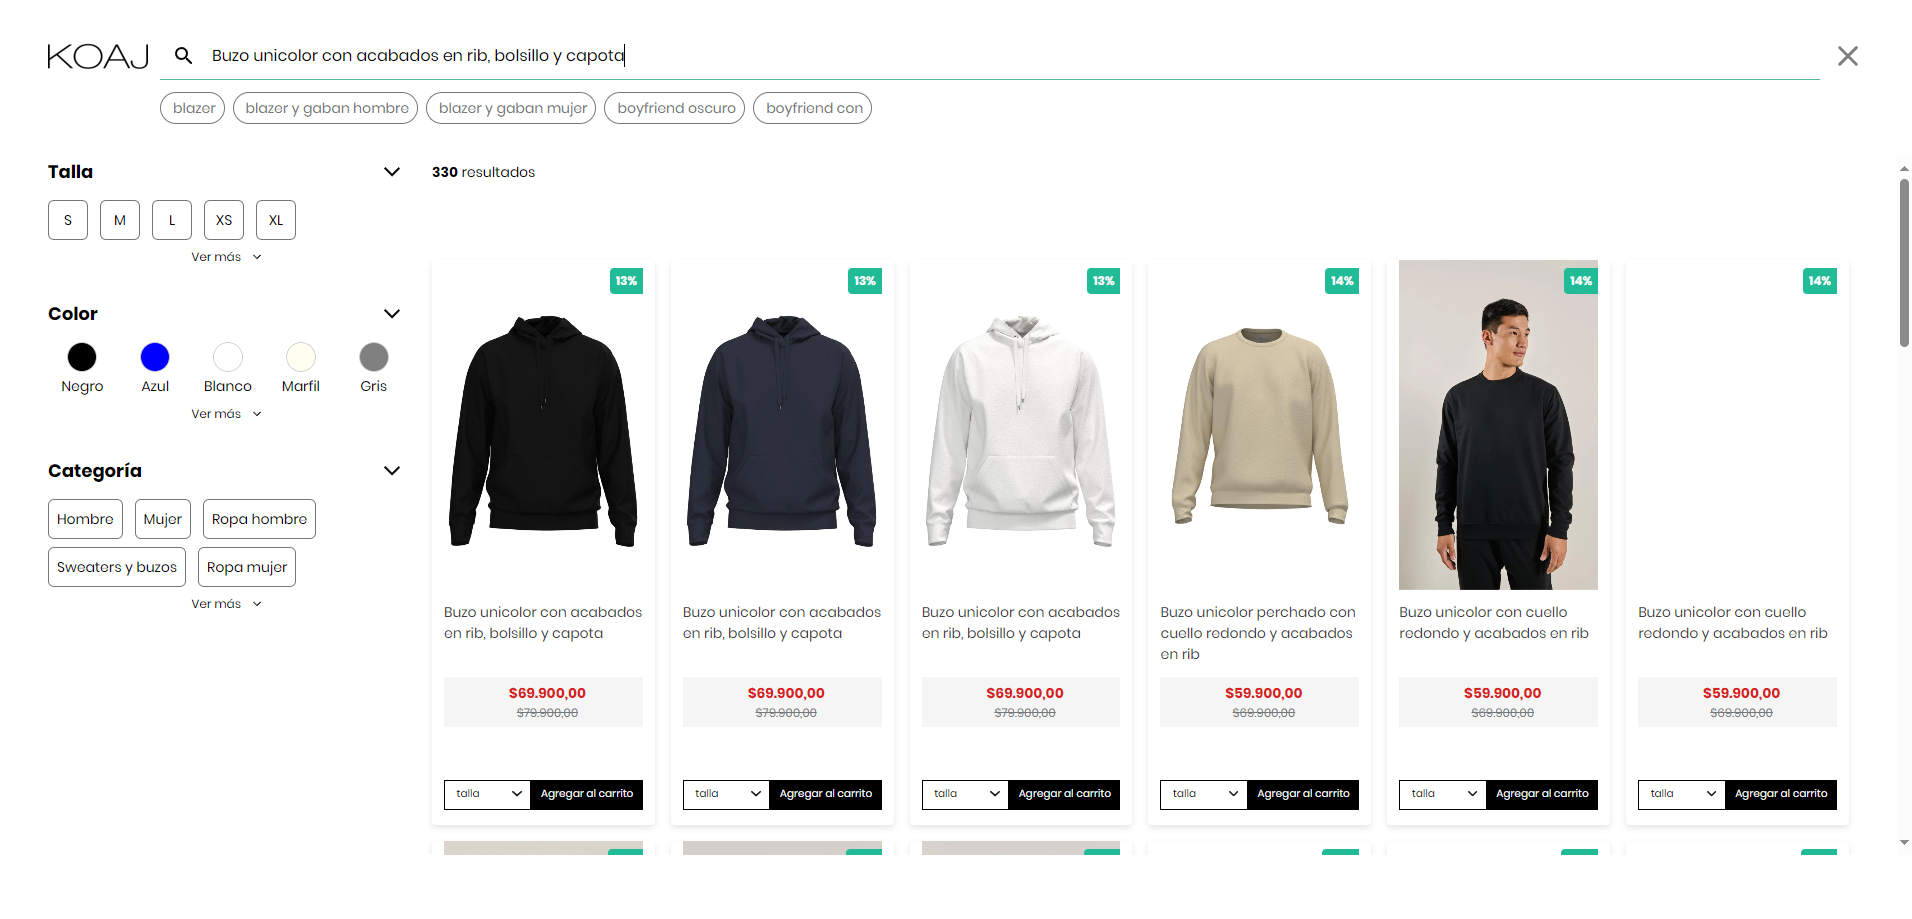 KOAJ
Buzo unicolor con acabados en rib, bolsillo y capota
blazer
blazer y gaban hombre
blazer y gaban mujer
boyfriend oscuro
boyfriend con
Talla
S
M
L
XS
XL
Ver más
Color
Negro
Azul
Blanco
Marfil
Gris
Ver más
Categoría
Hombre
Mujer
Ropa hombre
Sweaters y buzos
Ropa mujer
Ver más
330 resultados
13%
Buzo unicolor con acabados
en rib, bolsillo y capota
$69.900,00
$79.900,00
talla
Agregar al carrito
13%
Buzo unicolor con acabados
en rib, bolsillo y capota
$69.900,00
$79.900,00
talla
Agregar al carrito
13%
Buzo unicolor con acabados
en rib, bolsillo y capota
$69.900,00
$79.900,00
talla
Agregar al carrito
14%
Buzo unicolor perchado con
cuello redondo y acabados
en rib
$59.900,00
$69.900,00
talla
Agregar al carrito
14%
Buzo unicolor con cuello
redondo y acabados en rib
$59.900,00
$69.900,00
talla
Agregar al carrito
14%
Buzo unicolor con cuello
redondo y acabados en rib
$59.900,00
$69.900,00
talla
Agregar al carrito